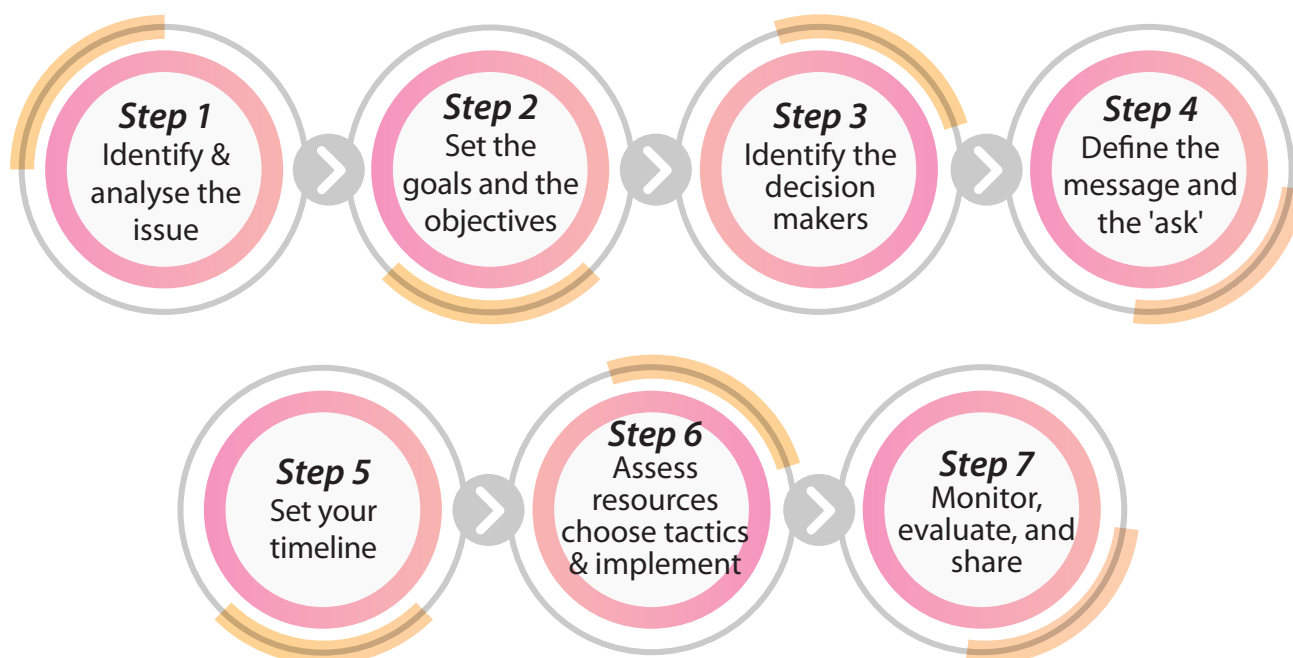 Step 1
Identify &
analyse the
issue
Step 2
Set the
goals and the
objectives
Step 3
Identify the
decision
makers
Step 4
Define the
message and
the 'ask'
Step 5
Set your
timeline
Step 6
Assess
resources
choose tactics
& implement
Step 7
Monitor,
evaluate, and
share